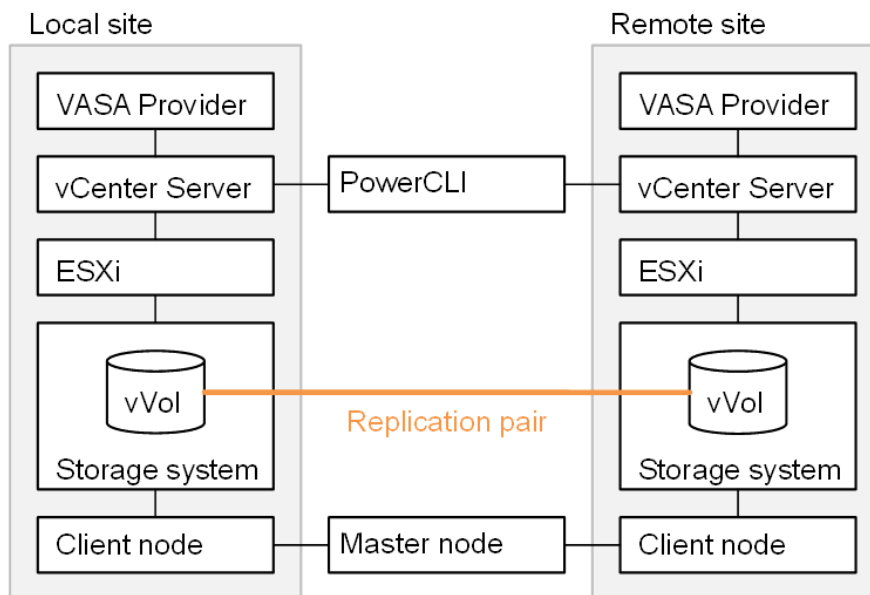 Local site
Remote site
VASA Provider
VASA Provider
vCenter Server
PowerCLI
vCenter Server
ESXi
ESXi
vVol
vVol
Replication pair
Storage system
Storage system
Client node
Master node
Client node